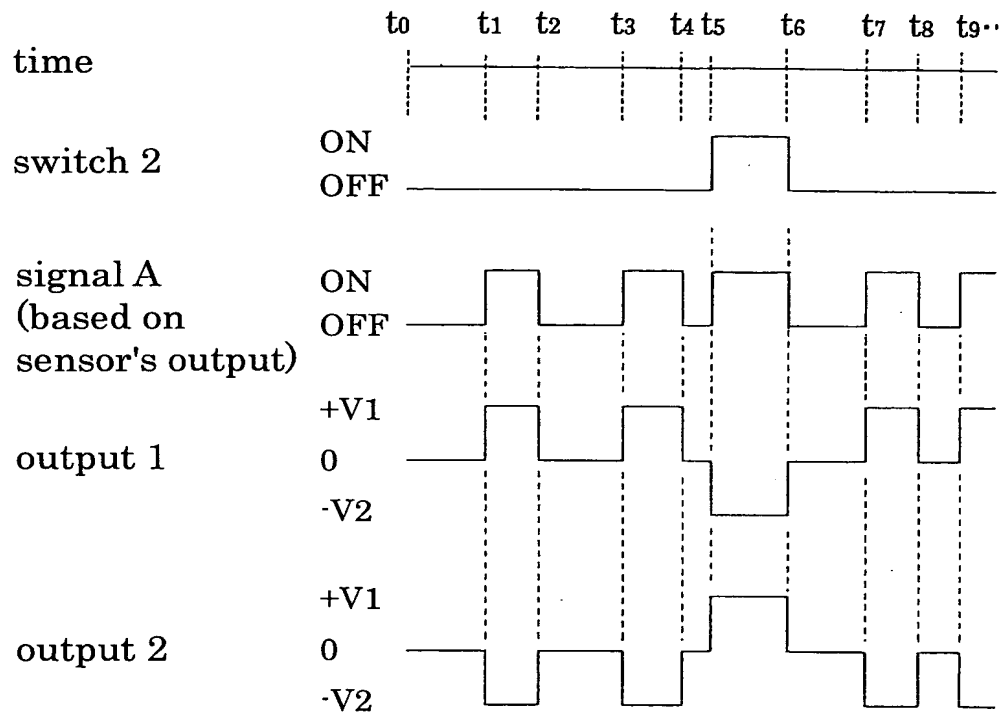 t0 t1 t2 t3 t4 t5 t6 t7 t8 t9··
time
switch 2
ON
OFF
signal A
(based on
sensor's output)
ON
OFF
output 1
+V1
0
-V2
output 2
+V1
0
-V2